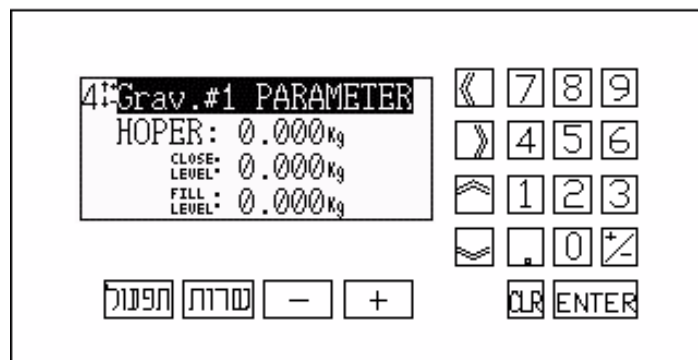 4 Grav.#1 PARAMETER
HOPER: 0.000Kg
CLOSE
LEVEL: 0.000Kg
FILL
LEVEL: 0.000Kg
7 8 9
4 5 6
1 2 3
. 0 +/-
תפעול שרות - +
CLR ENTER